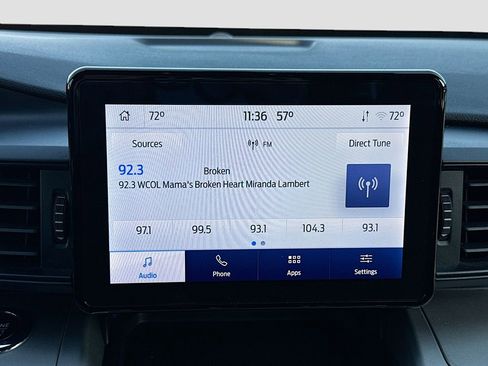 72° 11:36 57° 72°
Sources FM Direct Tune
92.3 Broken
92.3 WCOL Mama's Broken Heart Miranda Lambert
97.1 99.5 93.1 104.3 93.1
Audio Phone Apps Settings